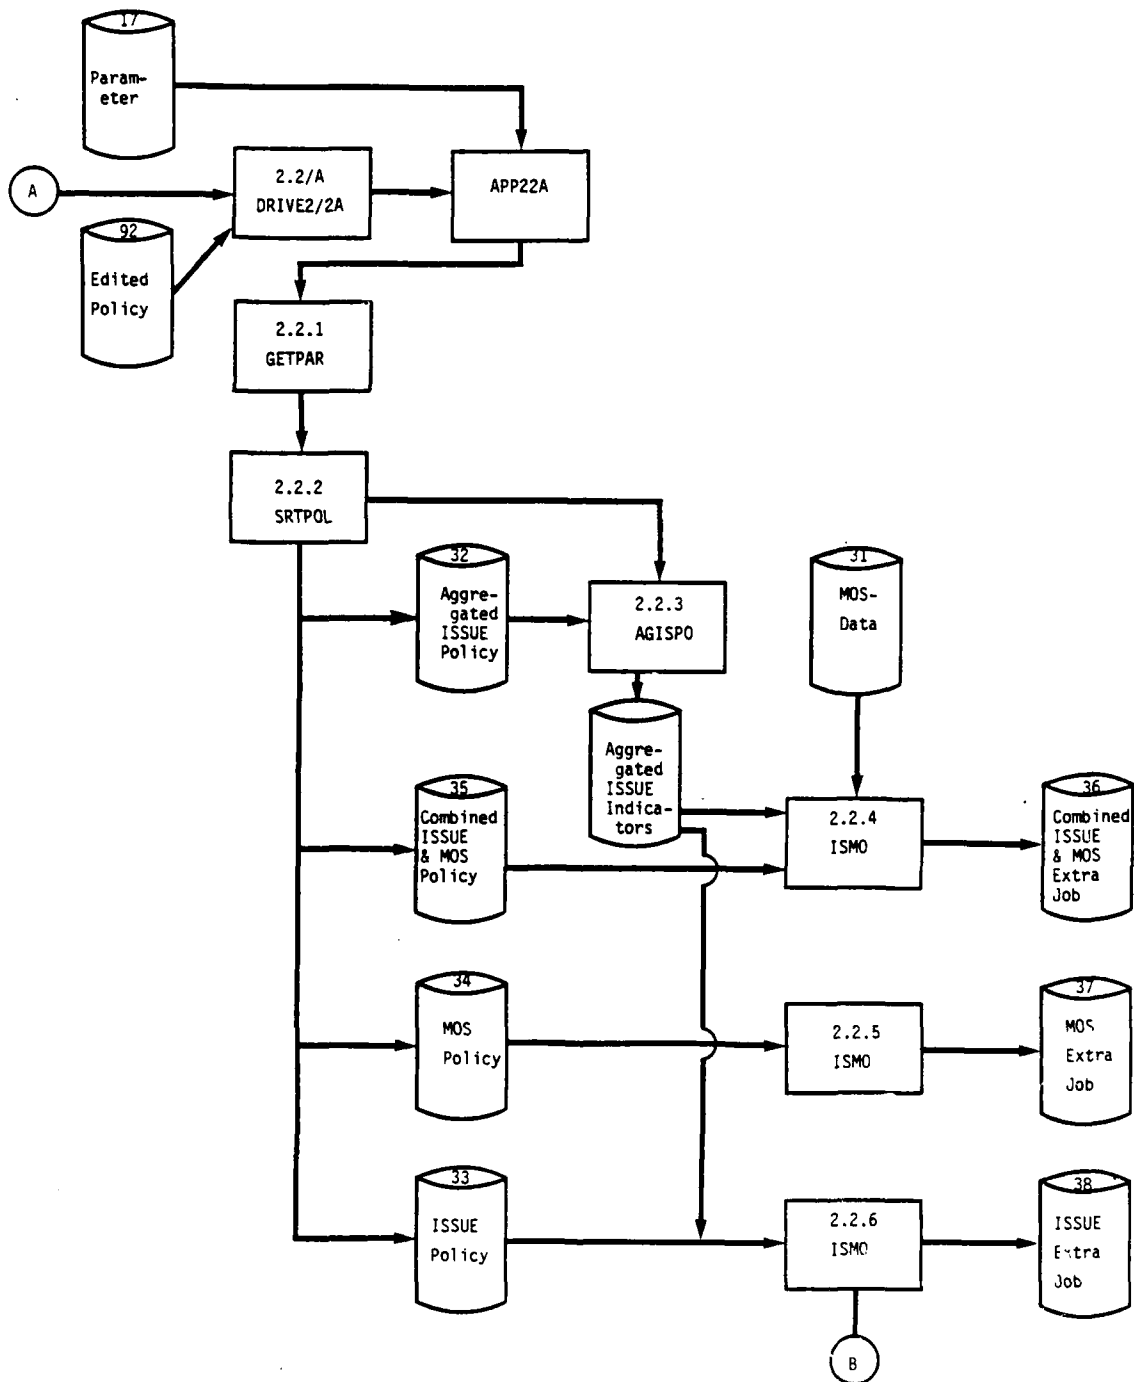 17
Param-
eter
A
2.2/A
DRIVE2/2A
APP22A
92
Edited
Policy
2.2.1
GETPAR
2.2.2
SRTPOL
32
Aggre-
gated
ISSUE
Policy
2.2.3
AGISPO
31
MOS-
Data
Aggre-
gated
ISSUE
Indica-
tors
35
Combined
ISSUE
& MOS
Policy
2.2.4
ISMO
36
Combined
ISSUE
& MOS
Extra
Job
34
MOS
Policy
2.2.5
ISMO
37
MOS
Extra
Job
33
ISSUE
Policy
2.2.6
ISMO
38
ISSUE
Extra
Job
B